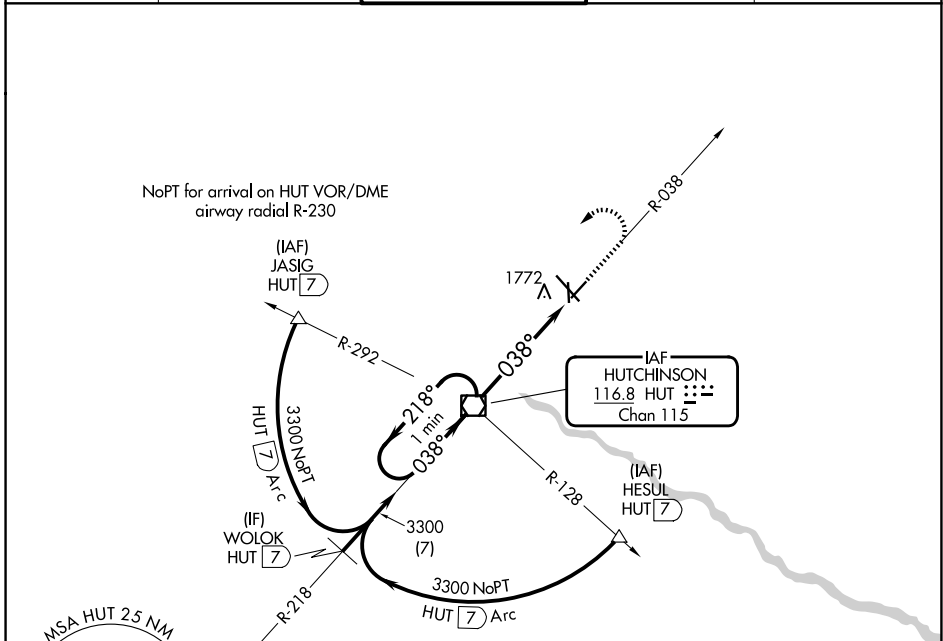 NoPT for arrival on HUT VOR/DME
airway radial R-230
(IAF)
JASIG
HUT 7
R-292
R-038
1772
038°
IAF
HUTCHINSON
116.8 HUT
Chan 115
218°
1 min
038°
3300 NoPT
HUT 7 Arc
R-128
(IAF)
HESUL
HUT 7
(IF)
WOLOK
HUT 7
3300
(7)
3300 NoPT
HUT 7 Arc
R-218
MSA HUT 25 NM